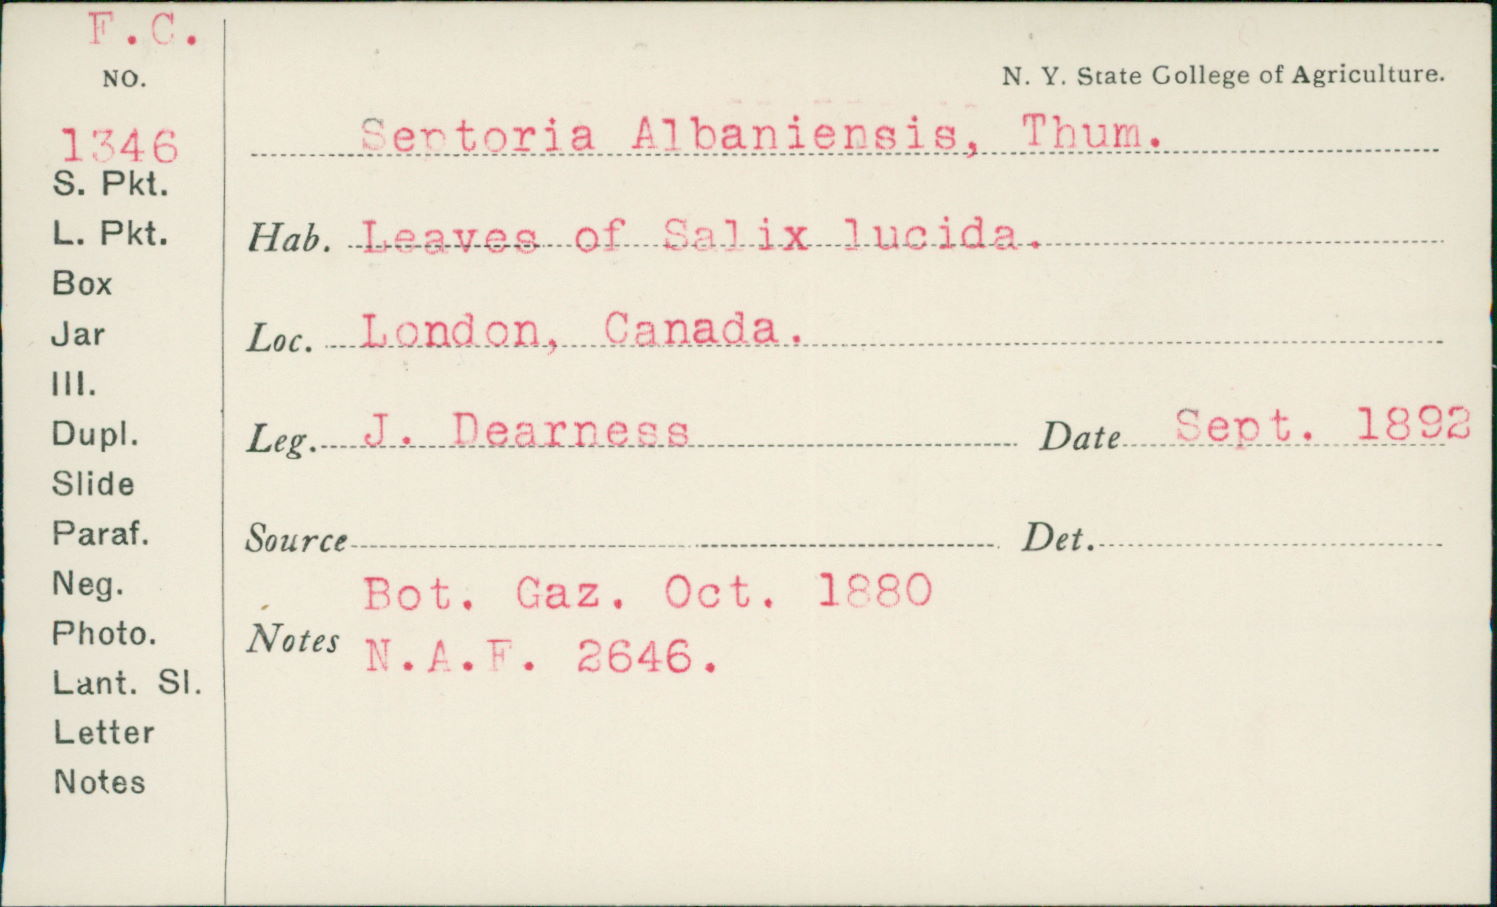 F.C.
NO.
1346
S. Pkt.
L. Pkt.
Box
Jar
Ill.
Dupl.
Slide
Paraf.
Neg.
Photo.
Lant. Sl.
Letter
Notes
N. Y. State College of Agriculture.
Septoria Albaniensis, Thum.
Hab. Leaves of Salix lucida.
Loc. London, Canada.
Leg. J. Dearness Date Sept. 1892
Source Det.
Bot. Gaz. Oct. 1880
Notes N.A.F. 2646.